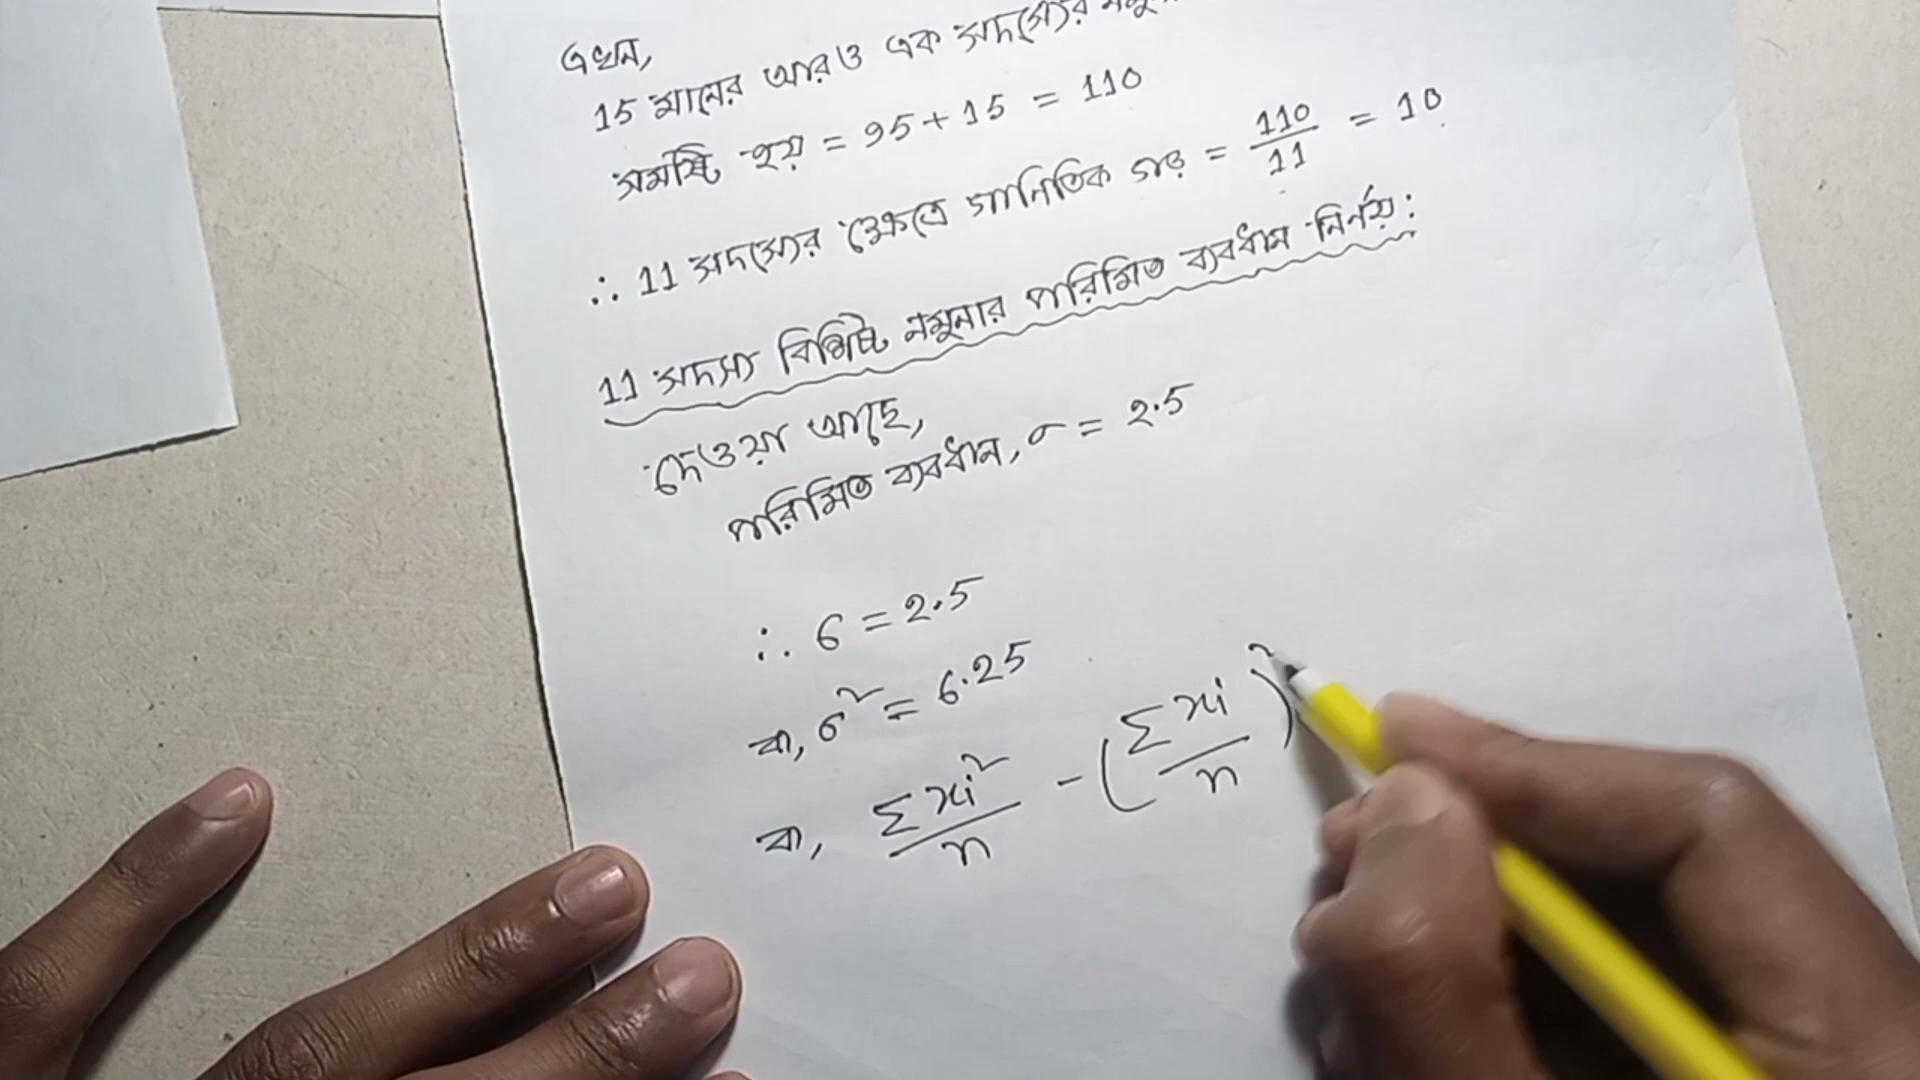 এখন,
15 মানের আরও এক সদস্যের
সমষ্টি হয় = 95 + 15 = 110
∴ 11 সদস্যের ক্ষেত্রে গানিতিক গড় = 110/11 = 10
11 সদস্য বিশিষ্ট নমুনার পরিমিত ব্যবধান নির্নয়:
দেওয়া আছে,
পরিমিত ব্যবধান, σ = 2.5
∴ σ = 2.5
বা, σ² = 6.25
বা, Σxi²/n - (Σxi/n)²